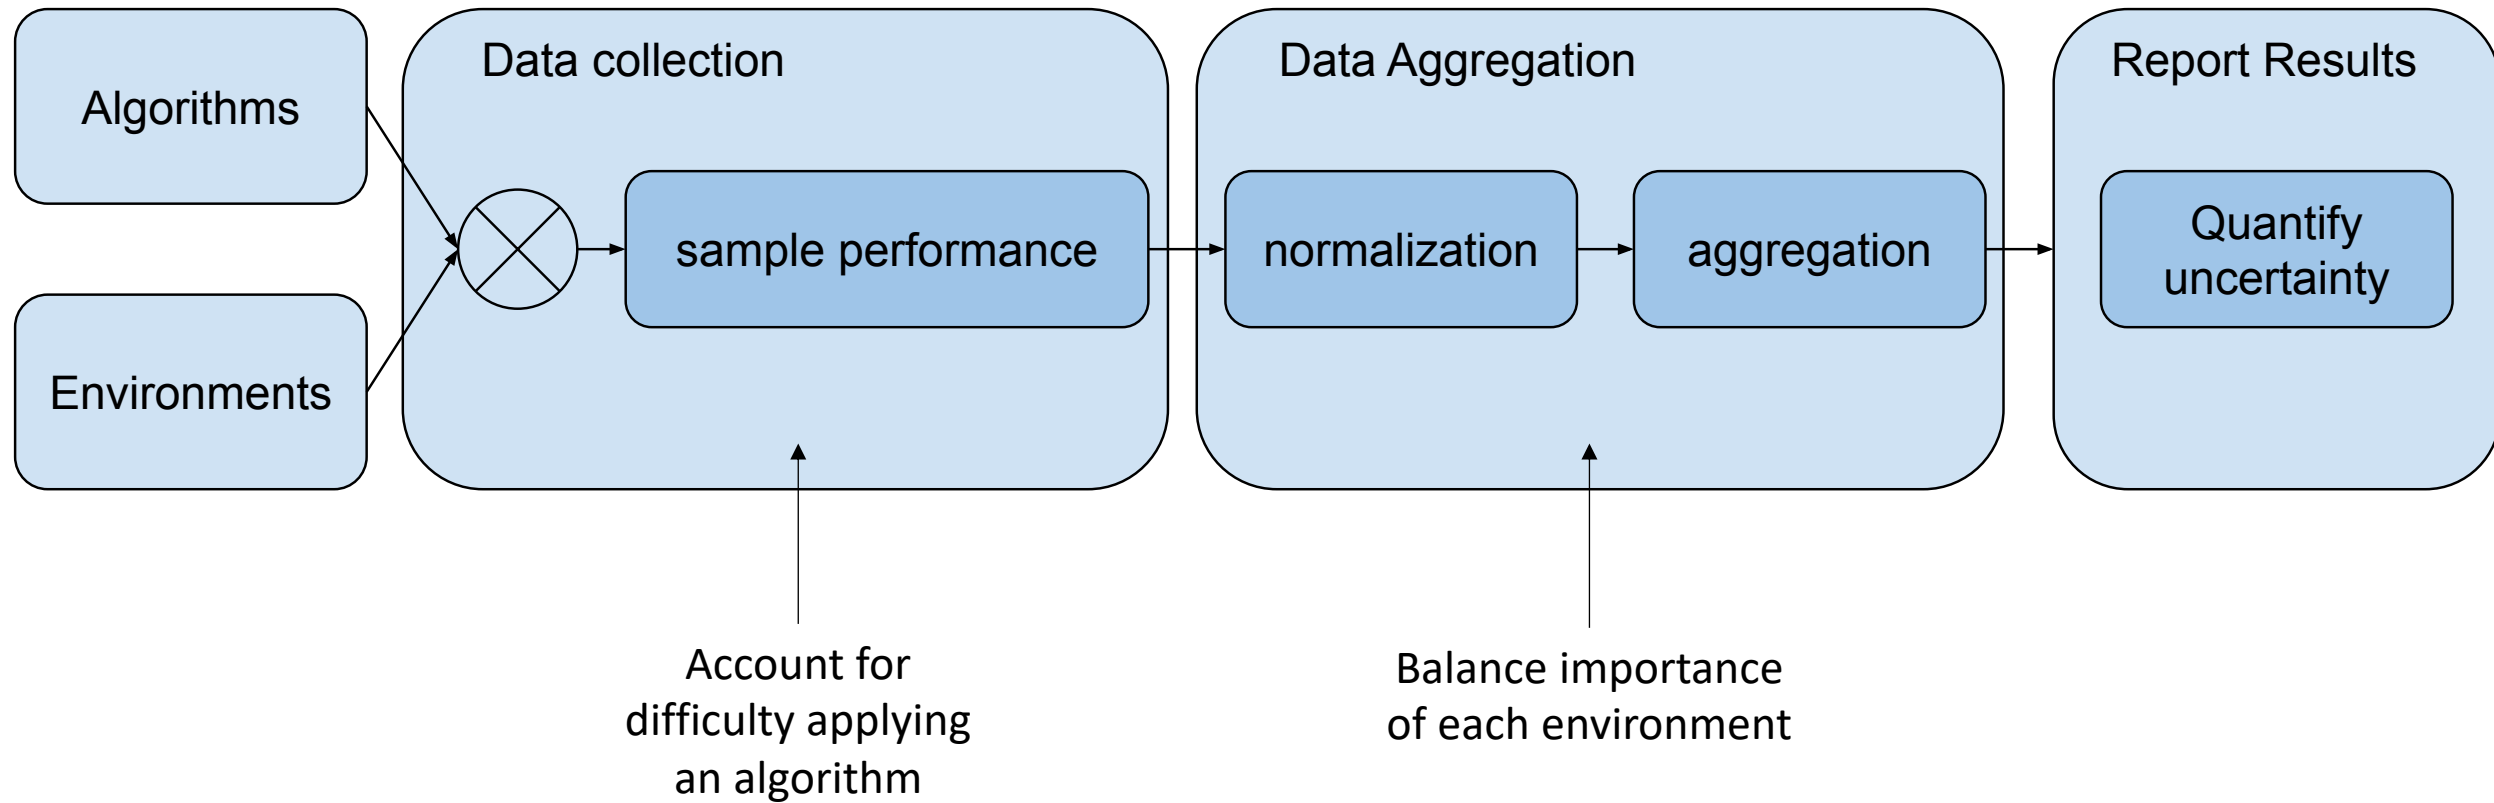 Algorithms
Environments
Data collection
sample performance
Data Aggregation
normalization
aggregation
Report Results
Quantify
uncertainty
Account for
difficulty applying
an algorithm
Balance importance
of each environment